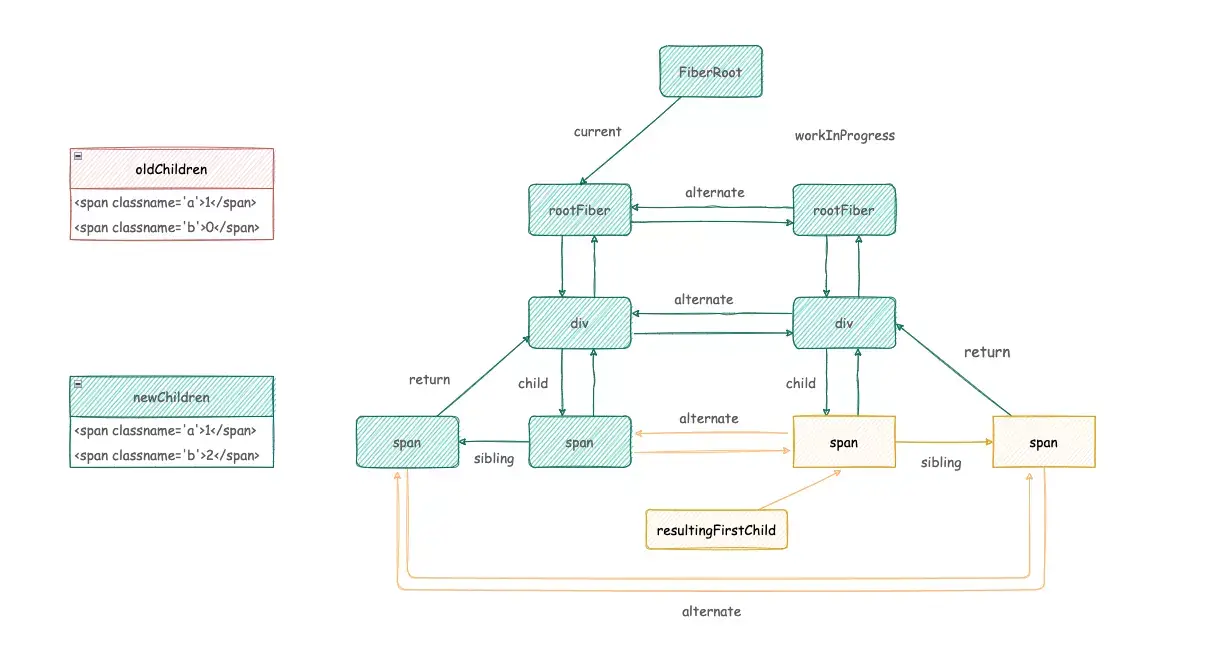 FiberRoot
current
workInProgress
oldChildren
<span classname='a'>1</span>
<span classname='b'>0</span>
rootFiber
alternate
rootFiber
div
alternate
div
newChildren
<span classname='a'>1</span>
<span classname='b'>2</span>
return
child
child
return
span
sibling
span
alternate
span
sibling
span
resultingFirstChild
alternate